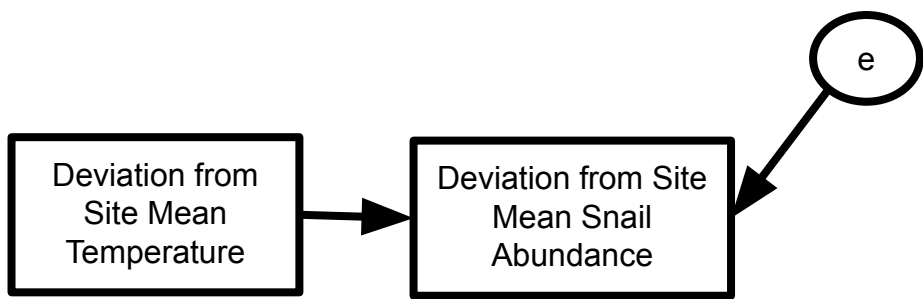 e
Deviation from
Site Mean
Temperature
Deviation from Site
Mean Snail
Abundance